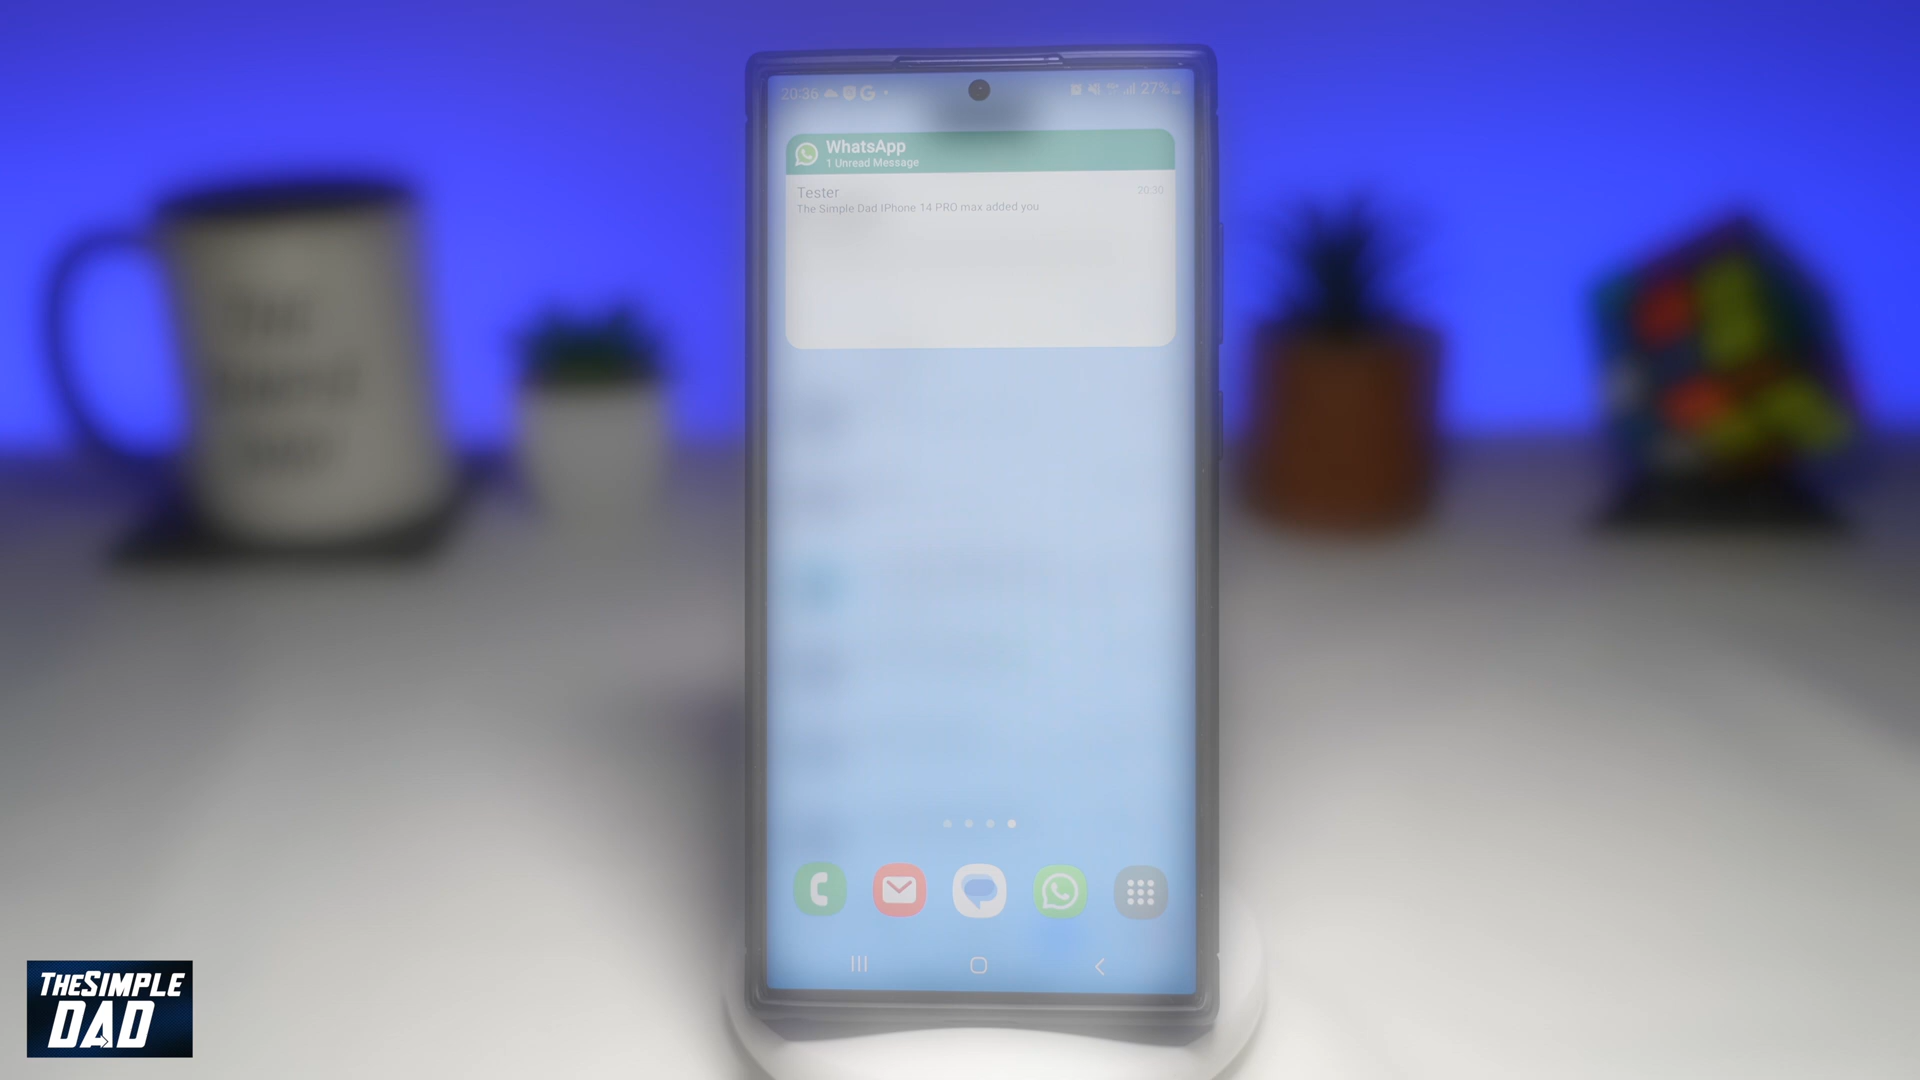 20:36
27%
WhatsApp
1 Unread Message
Tester
20:30
The Simple Dad IPhone 14 PRO max added you
THESIMPLE
DAD